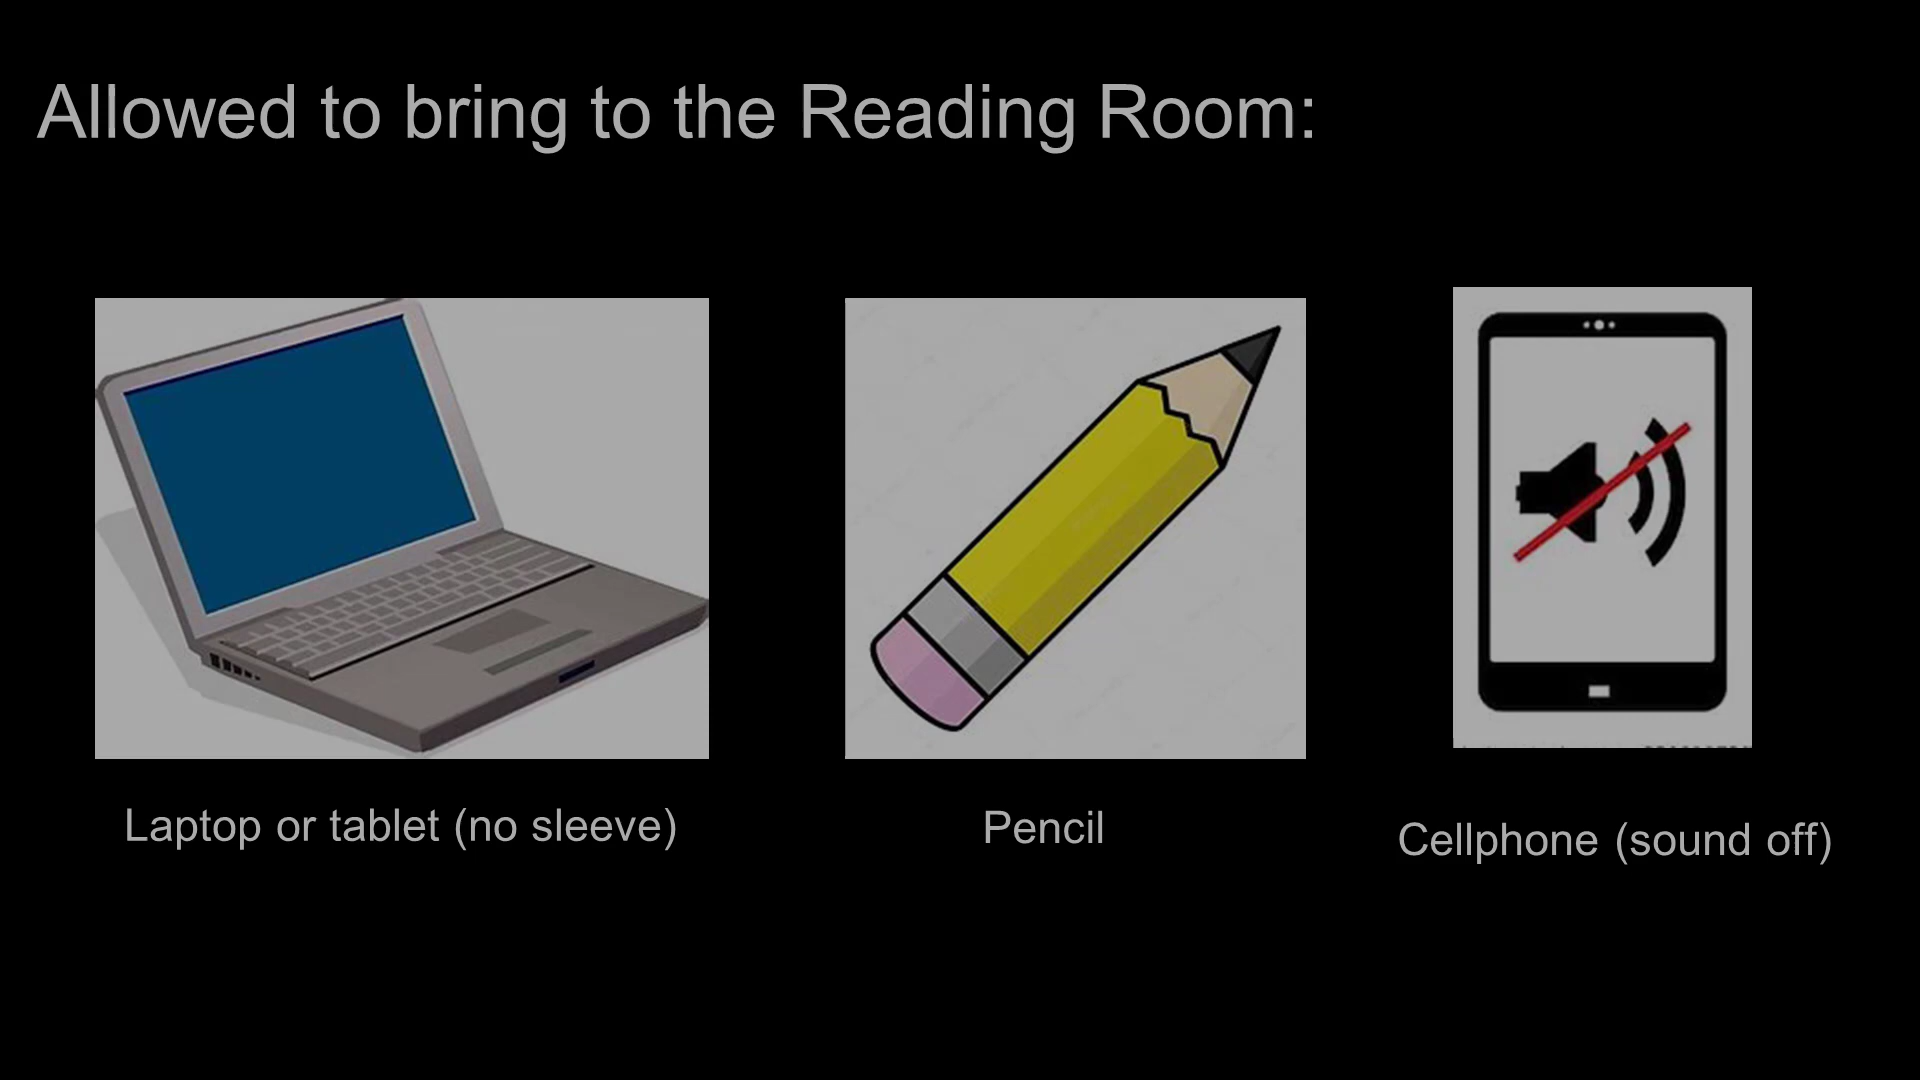 Allowed to bring to the Reading Room:
Laptop or tablet (no sleeve)
Pencil
Cellphone (sound off)